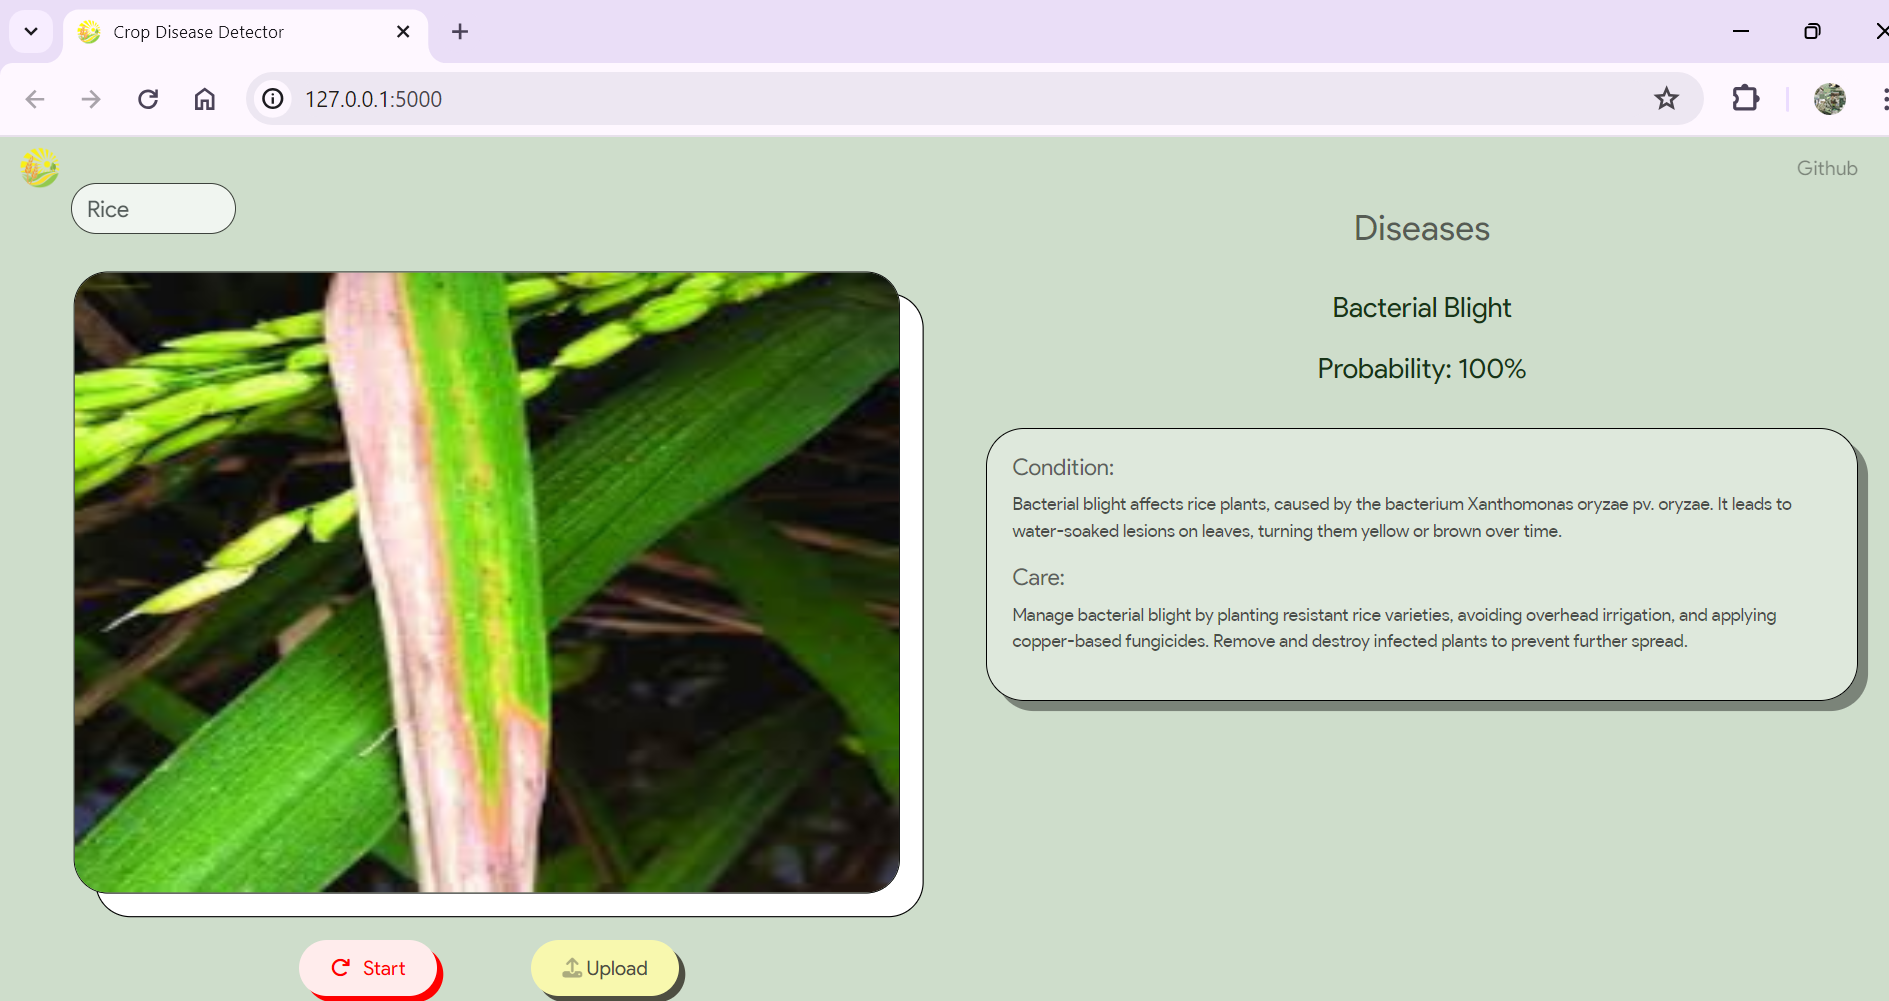 Crop Disease Detector
127.0.0.1:5000
Github
Rice
Diseases
Bacterial Blight
Probability: 100%
Condition:
Bacterial blight affects rice plants, caused by the bacterium Xanthomonas oryzae pv. oryzae. It leads to
water-soaked lesions on leaves, turning them yellow or brown over time.
Care:
Manage bacterial blight by planting resistant rice varieties, avoiding overhead irrigation, and applying
copper-based fungicides. Remove and destroy infected plants to prevent further spread.
Start
Upload